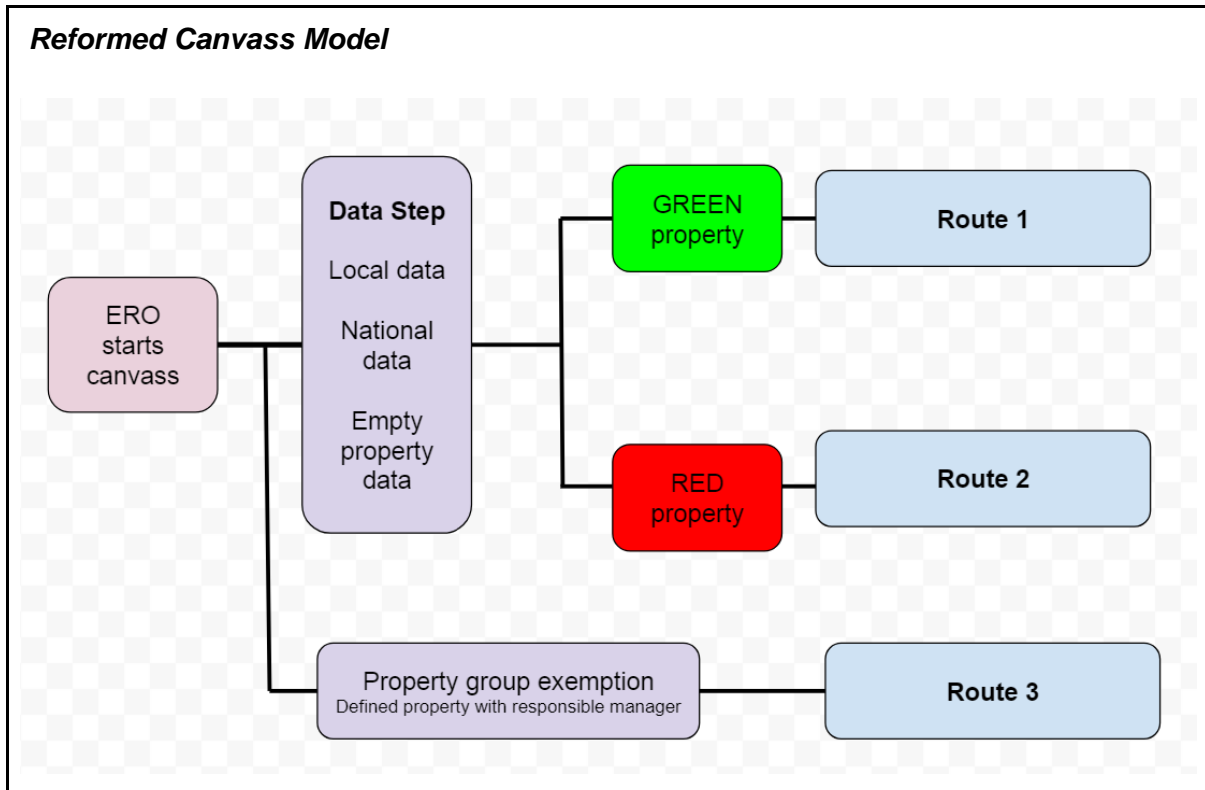 Reformed Canvass Model
ERO
starts
canvass
Data Step
Local data
National
data
Empty
property
data
GREEN
property
Route 1
RED
property
Route 2
Property group exemption
Defined property with responsible manager
Route 3